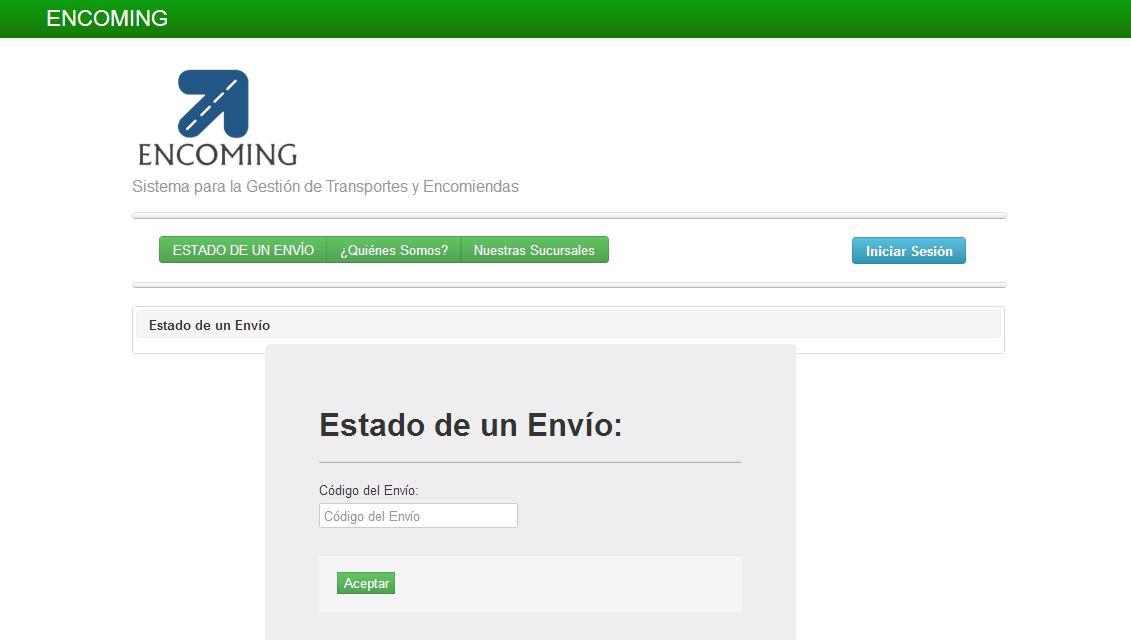 ENCOMING
ENCOMING
Sistema para la Gestión de Transportes y Encomiendas
ESTADO DE UN ENVÍO ¿Quiénes Somos? Nuestras Sucursales Iniciar Sesión
Estado de un Envío
Estado de un Envío:
Código del Envío:
Código del Envío
Aceptar